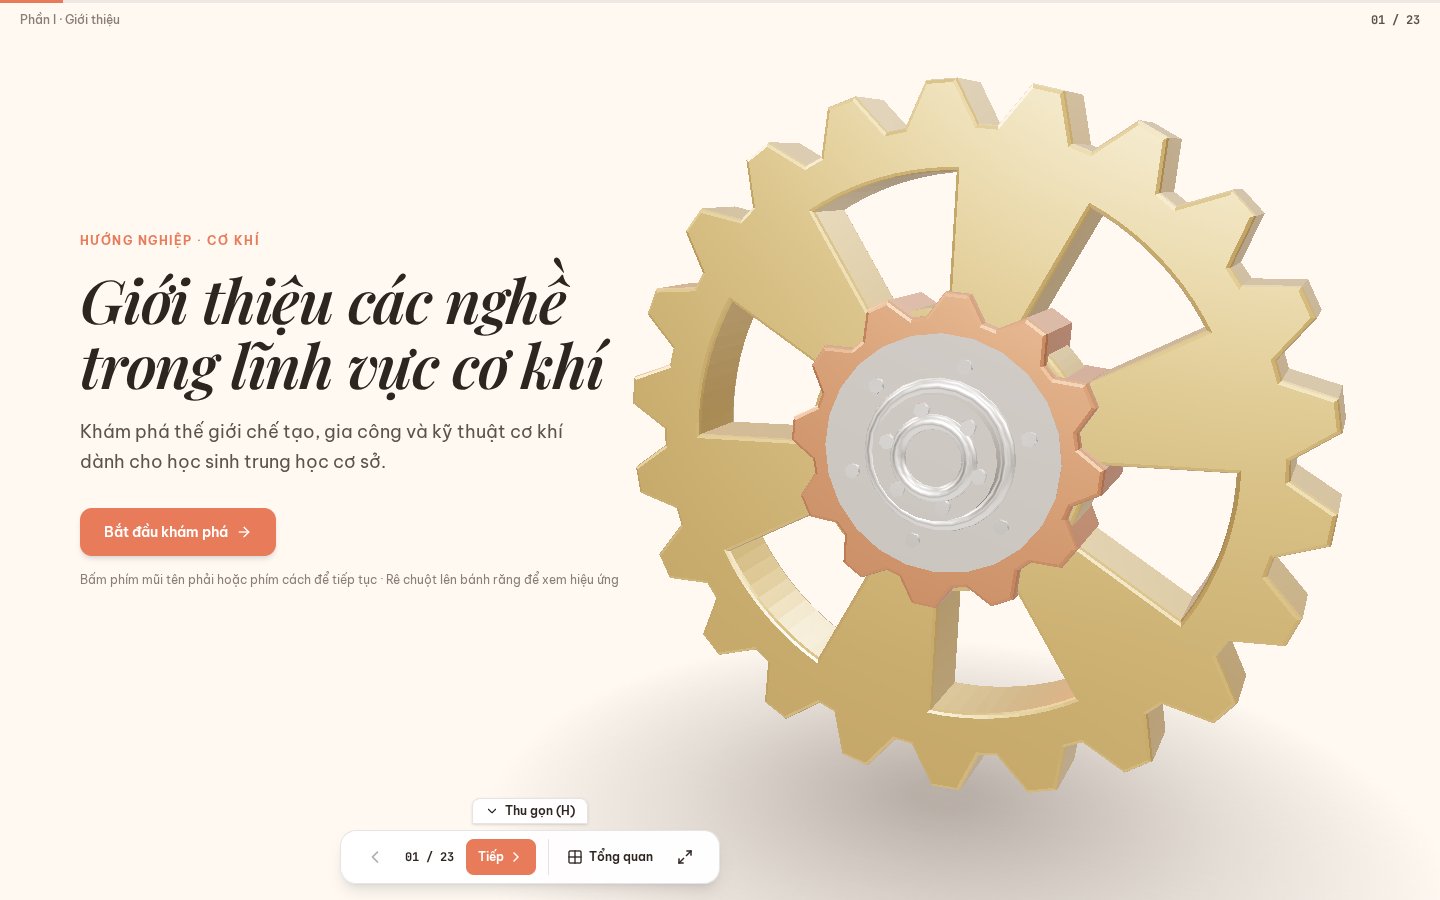 Phần I · Giới thiệu
01 / 23
HƯỚNG NGHIỆP · CƠ KHÍ
Giới thiệu các nghề
trong lĩnh vực cơ khí
Khám phá thế giới chế tạo, gia công và kỹ thuật cơ khí
dành cho học sinh trung học cơ sở.
Bắt đầu khám phá
Bấm phím mũi tên phải hoặc phím cách để tiếp tục · Rê chuột lên bánh răng để xem hiệu ứng
Thu gọn (H)
01 / 23
Tiếp
Tổng quan